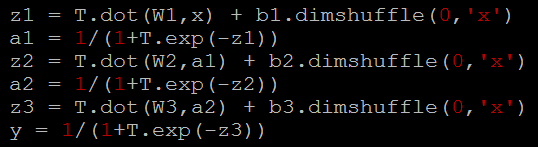 z1 = T.dot(W1,x) + b1.dimshuffle(0,'x')
a1 = 1/(1+T.exp(-z1))
z2 = T.dot(W2,a1) + b2.dimshuffle(0,'x')
a2 = 1/(1+T.exp(-z2))
z3 = T.dot(W3,a2) + b3.dimshuffle(0,'x')
y = 1/(1+T.exp(-z3))